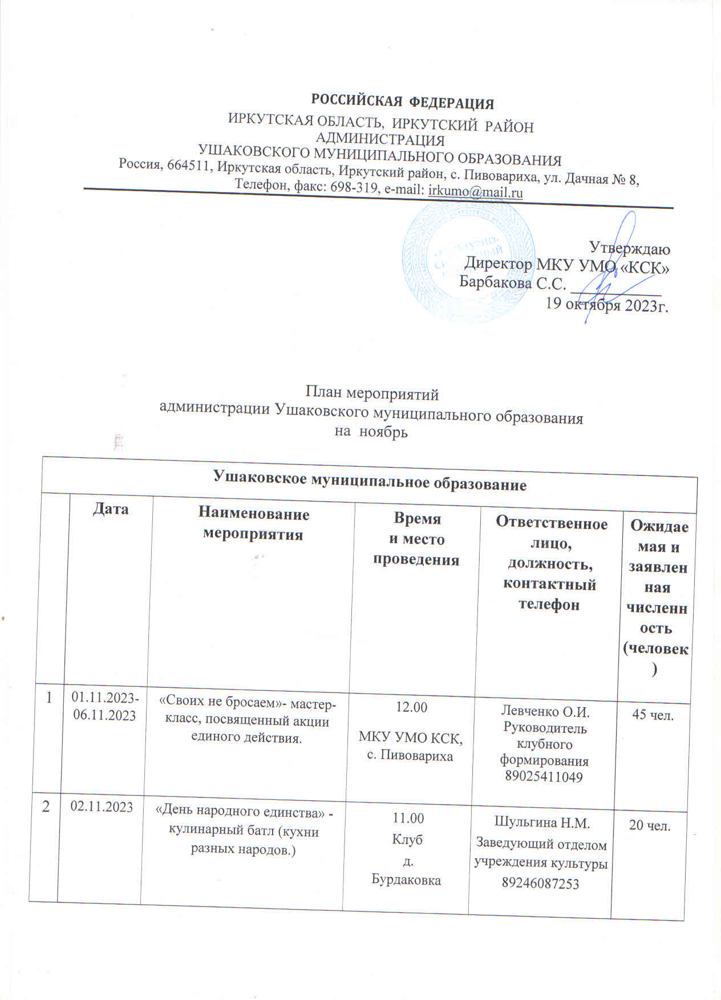 РОССИЙСКАЯ ФЕДЕРАЦИЯ
ИРКУТСКАЯ ОБЛАСТЬ, ИРКУТСКИЙ РАЙОН
АДМИНИСТРАЦИЯ
УШАКОВСКОГО МУНИЦИПАЛЬНОГО ОБРАЗОВАНИЯ
Россия, 664511, Иркутская область, Иркутский район, с. Пивовариха, ул. Дачная № 8,
Телефон, факс: 698-319, e-mail: irkumo@mail.ru
Утверждаю
Директор МКУ УМО «КСК»
Барбакова С.С. ___________
19 октября 2023г.
План мероприятий
администрации Ушаковского муниципального образования
на ноябрь
Ушаковское муниципальное образование
Дата
Наименование
мероприятия
Время
и место
проведения
Ответственное
лицо,
должность,
контактный
телефон
Ожидае
мая и
заявлен
ная
численн
ость
(человек
)
1
01.11.2023-
06.11.2023
«Своих не бросаем»- мастер-
класс, посвященный акции
единого действия.
12.00
МКУ УМО КСК,
с. Пивовариха
Левченко О.И.
Руководитель
клубного
формирования
89025411049
45 чел.
2
02.11.2023
«День народного единства» -
кулинарный батл (кухни
разных народов.)
11.00
Клуб
д.
Бурдаковка
Шульгина Н.М.
Заведующий отделом
учреждения культуры
89246087253
20 чел.